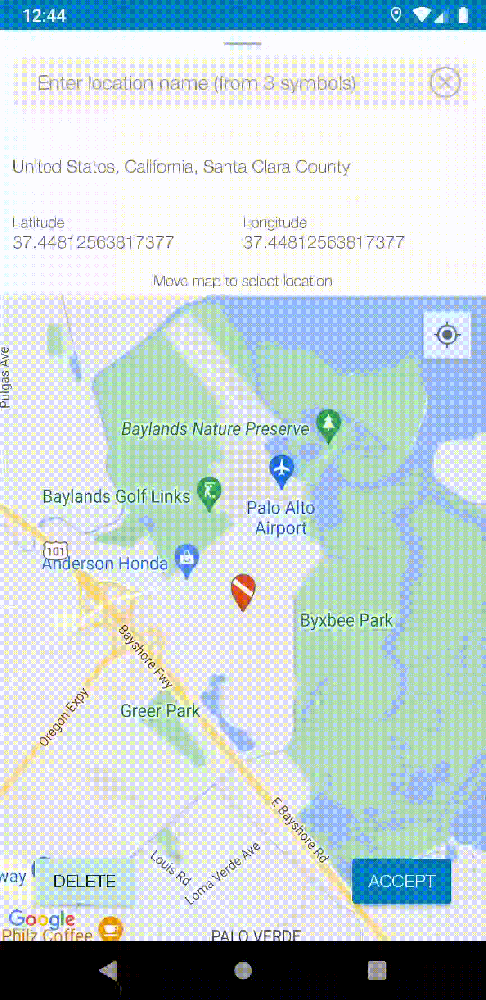 12:44
Enter location name (from 3 symbols)
United States, California, Santa Clara County
Latitude
Longitude
37.44812563817377
37.44812563817377
Move map to select location
Pulgas Ave
Baylands Nature Preserve
Baylands Golf Links
Palo Alto
Airport
101
Anderson Honda
Byxbee Park
Bayshore Fwy
Oregon Expy
Greer Park
E Bayshore Rd
Louis Rd
Loma Verde Ave
way
DELETE
ACCEPT
Google
Philz Coffee
PALO VERDE